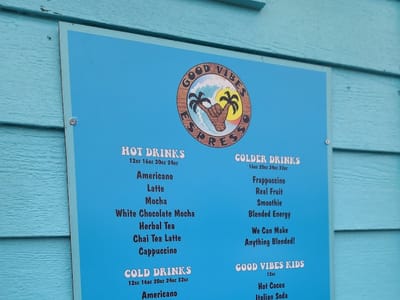 GOOD VIBES
ESPRESSO
HOT DRINKS
12oz 16oz 20oz 24oz
Americano
Latte
Mocha
White Chocolate Mocha
Herbal Tea
Chai Tea Latte
Cappuccino
COLDER DRINKS
16oz 20oz 24oz 32oz
Frappuccino
Real Fruit
Smoothie
Blended Energy
We Can Make
Anything Blended!
COLD DRINKS
12oz 16oz 20oz 24oz 32oz
Americano
GOOD VIBES KIDS
12oz
Hot Cocoa
Italian Soda